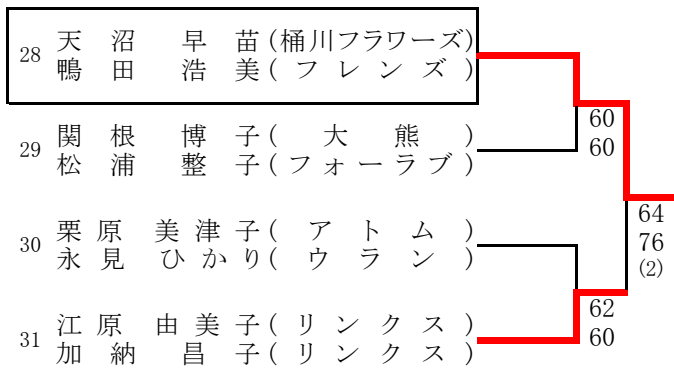 28 天沼 早苗(桶川フラワーズ)
鴨田 浩美(フレンズ)
60
60
29 関根 博子(大熊)
松浦 整子(フォーラブ)
64
76
(2)
30 栗原 美津子(アトム)
永見 ひかり(ウラン)
62
60
31 江原 由美子(リンクス)
加納 昌子(リンクス)